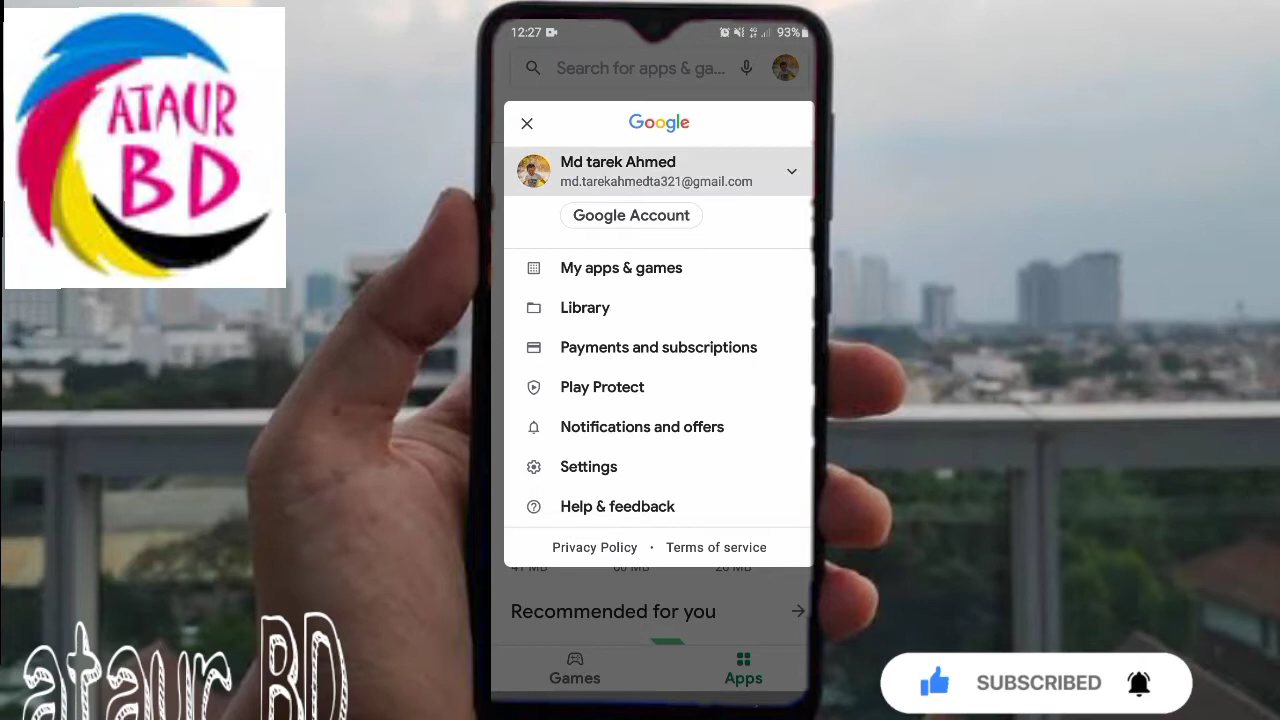 ATAUR
BD
12:27
93%
Search for apps & ga...
Google
Md tarek Ahmed
md.tarekahmedta321@gmail.com
Google Account
My apps & games
Library
Payments and subscriptions
Play Protect
Notifications and offers
Settings
Help & feedback
Privacy Policy · Terms of service
Recommended for you
Games
Apps
ataur BD
SUBSCRIBED